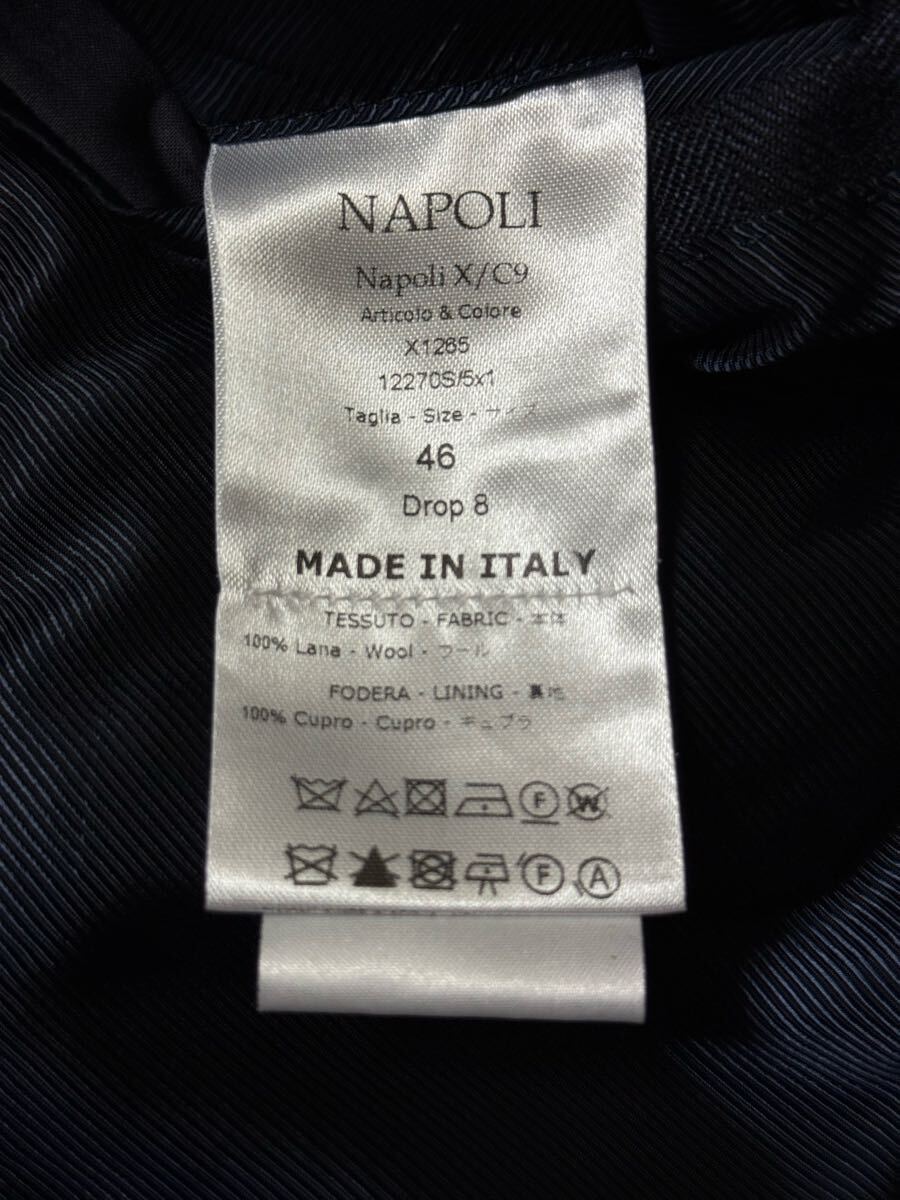 NAPOLI
Napoli X/C9
Articolo & Colore
X1265
12270S/5x1
Taglia - Size - サイズ
46
Drop 8
MADE IN ITALY
TESSUTO - FABRIC - 本体
100% Lana - Wool - ウール
FODERA - LINING - 裏地
100% Cupro - Cupro - キュプラ
F W
F A